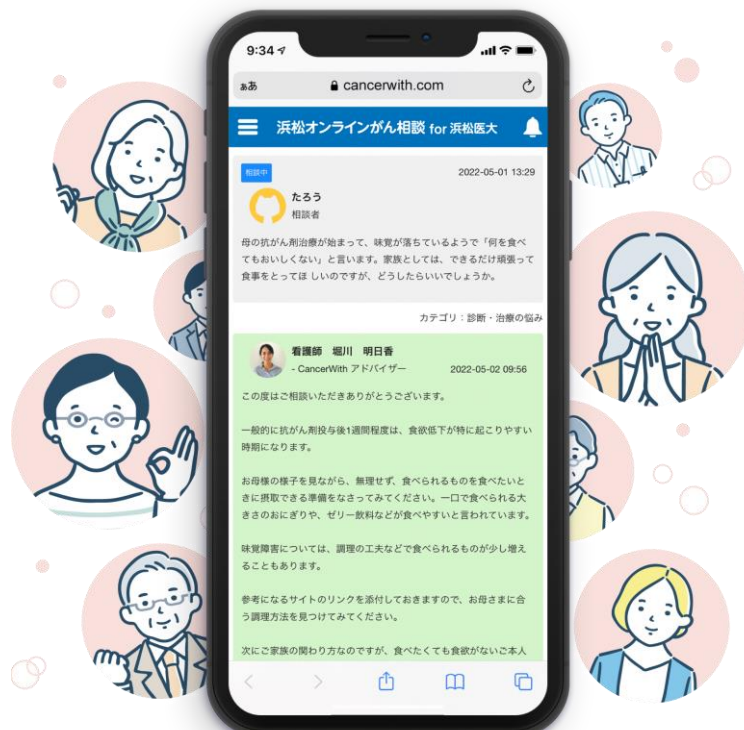 9:34
ぁあ cancerwith.com
浜松オンラインがん相談 for 浜松医大
相談中 2022-05-01 13:29
たろう
相談者
母の抗がん剤治療が始まって、味覚が落ちているようで「何を食べ
てもおいしくない」と言います。家族としては、できるだけ頑張って
食事をとってほ しいのですが、どうしたらいいでしょうか。
カテゴリ：診断・治療の悩み
看護師　堀川　明日香
- CancerWith アドバイザー 2022-05-02 09:56
この度はご相談いただきありがとうございます。
一般的に抗がん剤投与後1週間程度は、食欲低下が特に起こりやすい
時期になります。
お母様の様子を見ながら、無理せず、食べられるものを食べたいと
きに摂取できる準備をなさってみてください。一口で食べられる大
きさのおにぎりや、ゼリー飲料などが食べやすいと言われています。
味覚障害については、調理の工夫などで食べられるものが少し増え
ることもあります。
参考になるサイトのリンクを添付しておきますので、お母さまに合
う調理方法を見つけてみてください。
次にご家族の関わり方なのですが、食べたくても食欲がないご本人